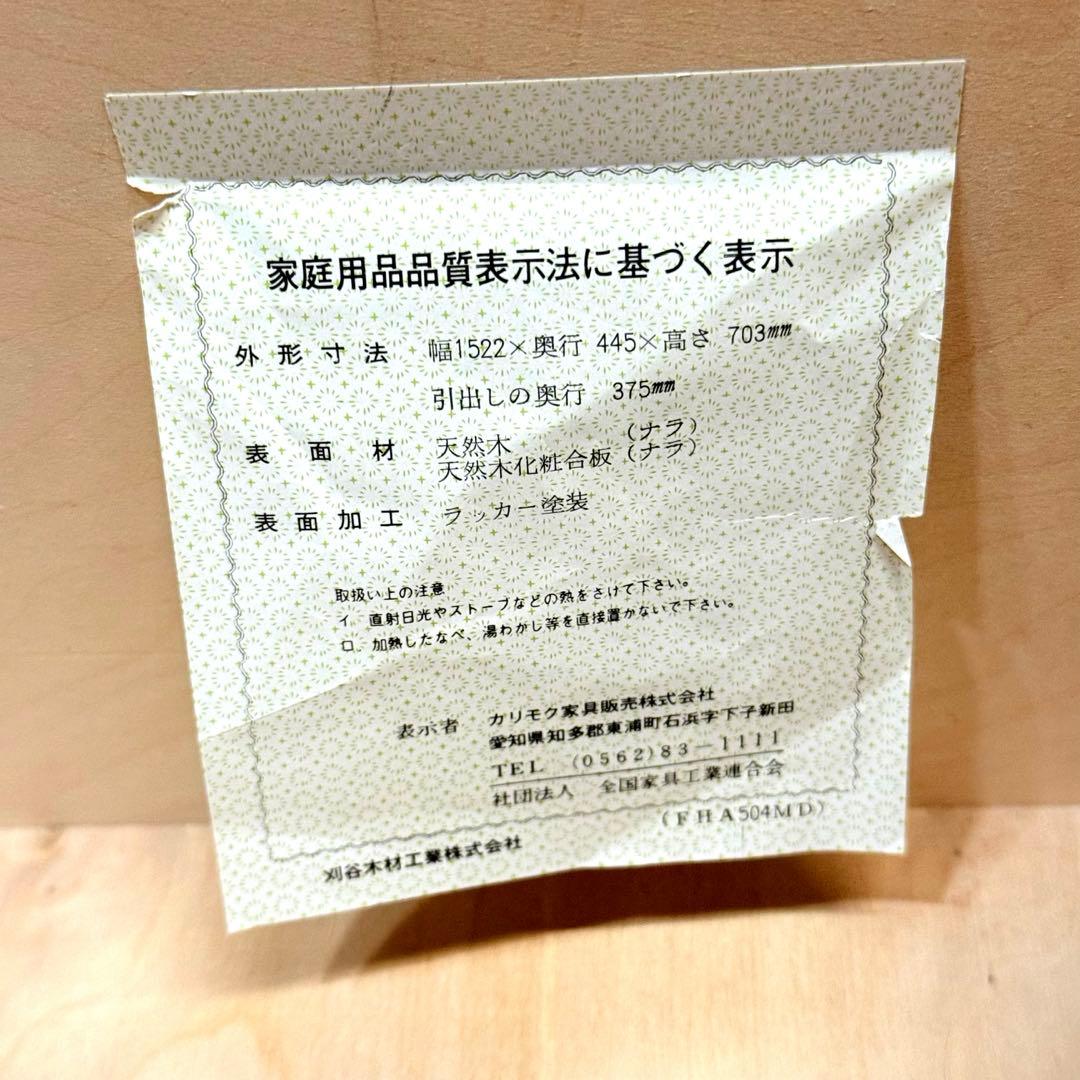 家庭用品品質表示法に基づく表示
外形寸法 幅1522×奥行 445×高さ 703mm
引出しの奥行 375mm
表面材 天然木 (ナラ)
天然木化粧合板 (ナラ)
表面加工 ラッカー塗装
取扱い上の注意
イ. 直射日光やストーブなどの熱をさけて下さい。
ロ. 加熱したなべ、湯わかし等を直接置かないで下さい。
表示者 カリモク家具販売株式会社
愛知県知多郡東浦町石浜字下子新田
TEL (0562)83-1111
社団法人 全国家具工業連合会
(FHA504MD)
刈谷木材工業株式会社